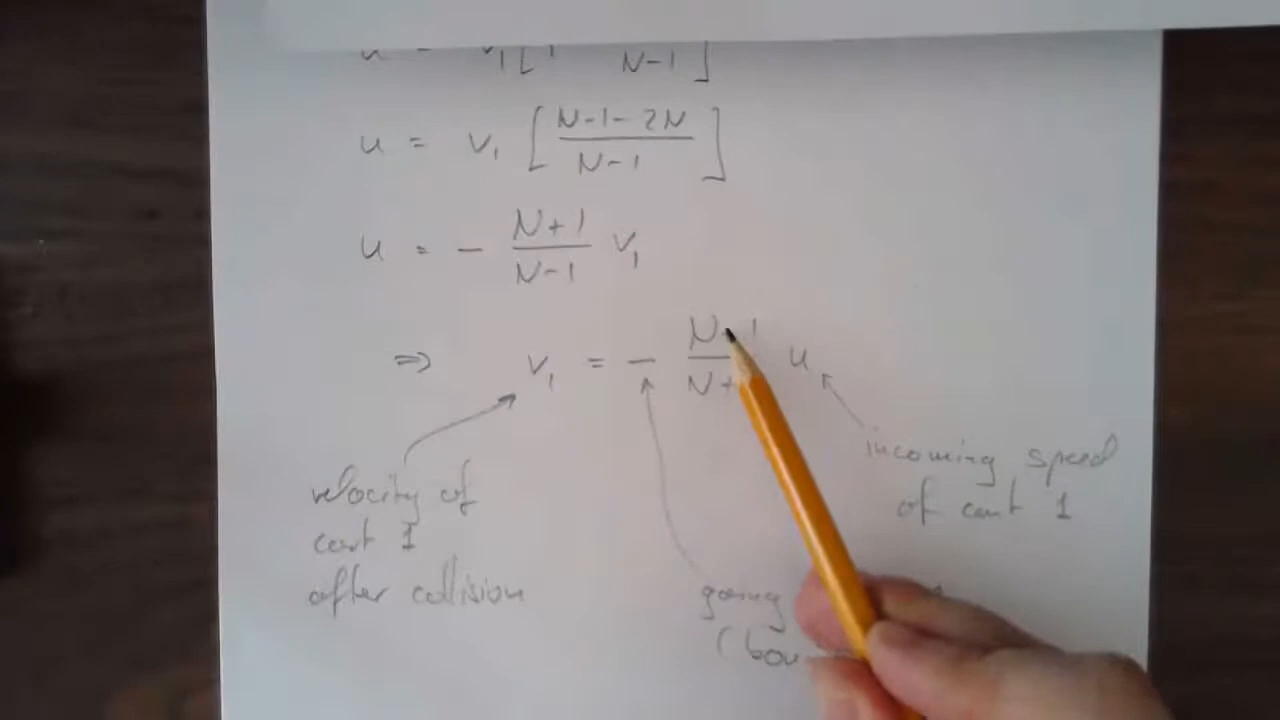 N-1 ]
u = v₁ [ (N-1-2N)/(N-1) ]
u = - (N+1)/(N-1) v₁
⇒ v₁ = - N-1 / N+ u
incoming speed
of cart 1
velocity of
cart 1
after collision
going